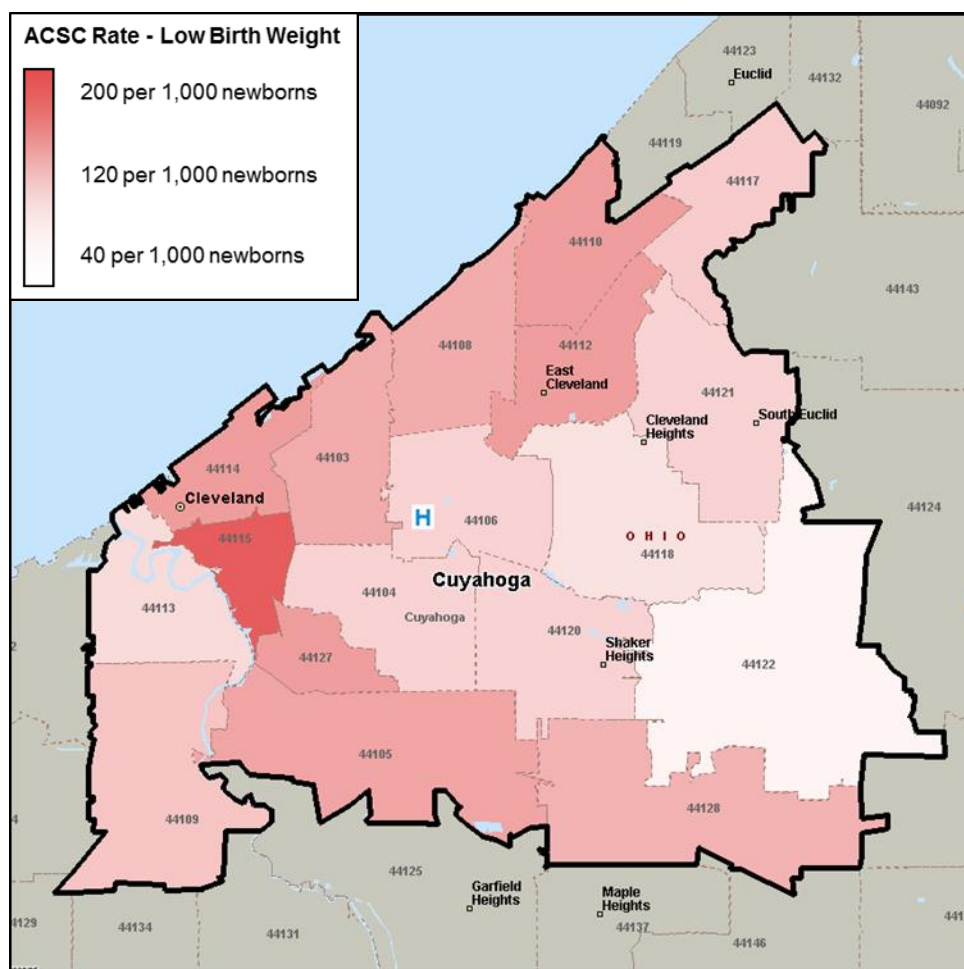 ACSC Rate - Low Birth Weight
200 per 1,000 newborns
120 per 1,000 newborns
40 per 1,000 newborns
44123
Euclid
44132
44092
44119
44117
44110
44143
44108
44112
East
Cleveland
44121
Cleveland
Heights
South Euclid
44103
44114
Cleveland
44115
H
44106
44124
OHIO
44118
Cuyahoga
44104
Cuyahoga
44113
44120
Shaker
Heights
44127
44122
44105
44109
44128
44125
Garfield
Heights
Maple
Heights
44137
44134
44131
44146